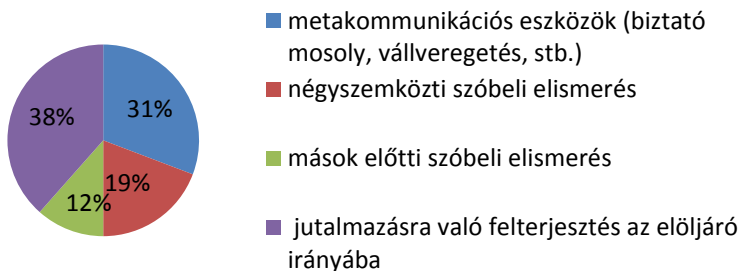 metakommunikációs eszközök (biztató
mosoly, vállveregetés, stb.)
négyszemközti szóbeli elismerés
mások előtti szóbeli elismerés
jutalmazásra való felterjesztés az elöljáró
irányába
31%
19%
12%
38%